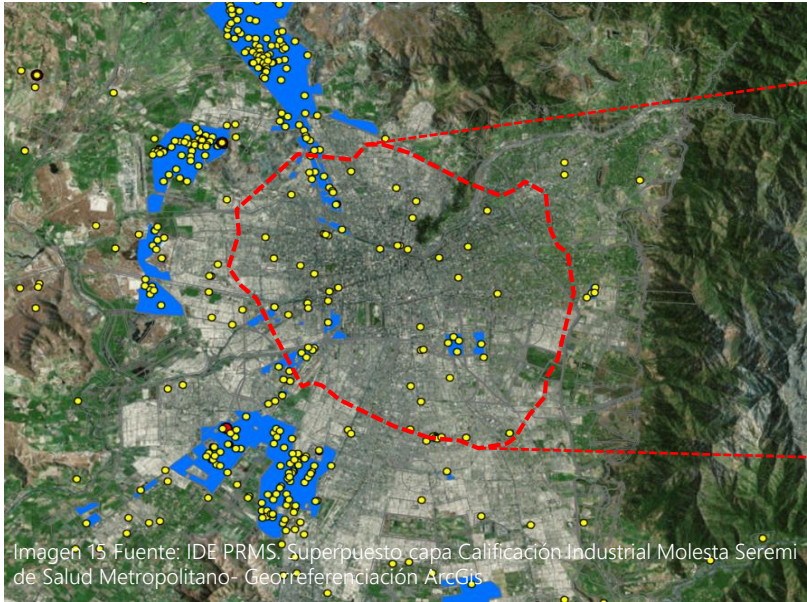 Imagen 15 Fuente: IDE PRMS. Superpuesto capa Calificación Industrial Molesta Seremi
de Salud Metropolitano- Georreferenciación ArcGis